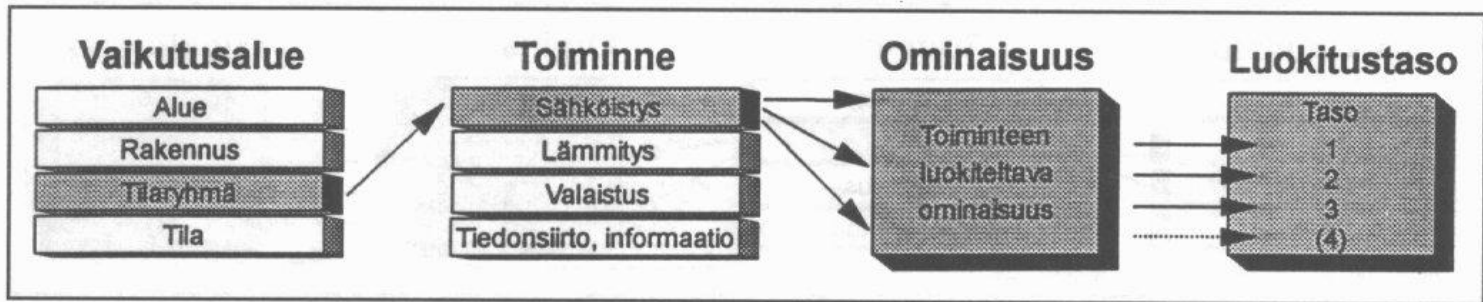 Vaikutusalue
Alue
Rakennus
Tilaryhmä
Tila
Toiminne
Sähköistys
Lämmitys
Valaistus
Tiedonsiirto, informaatio
Ominaisuus
Toiminteen
luokiteltava
ominaisuus
Luokitustaso
Taso
1
2
3
(4)